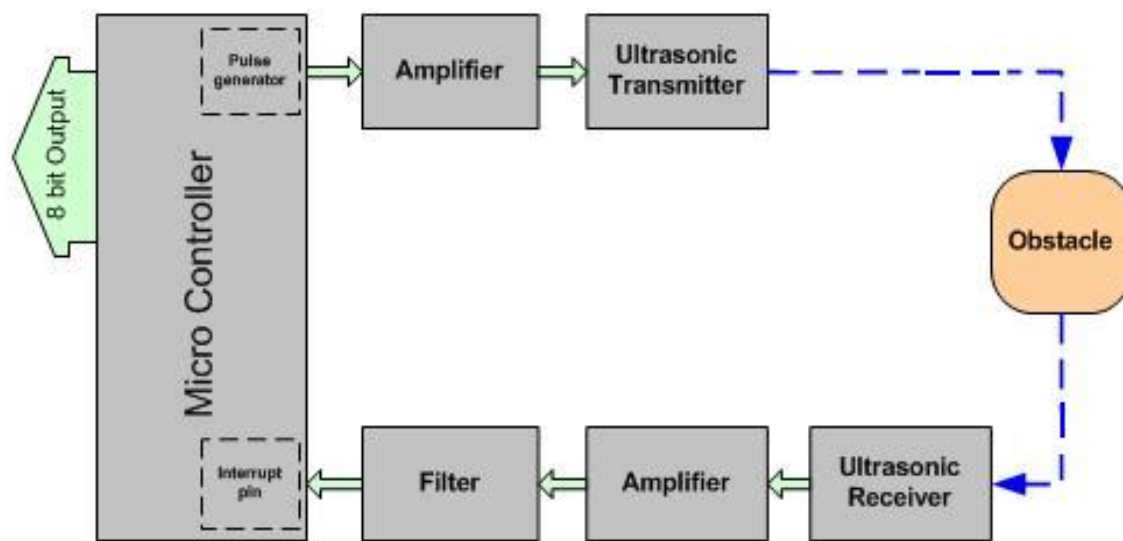 Pulse
generator
Amplifier
Ultrasonic
Transmitter
8 bit Output
Micro Controller
Obstacle
Interrupt
pin
Filter
Amplifier
Ultrasonic
Receiver